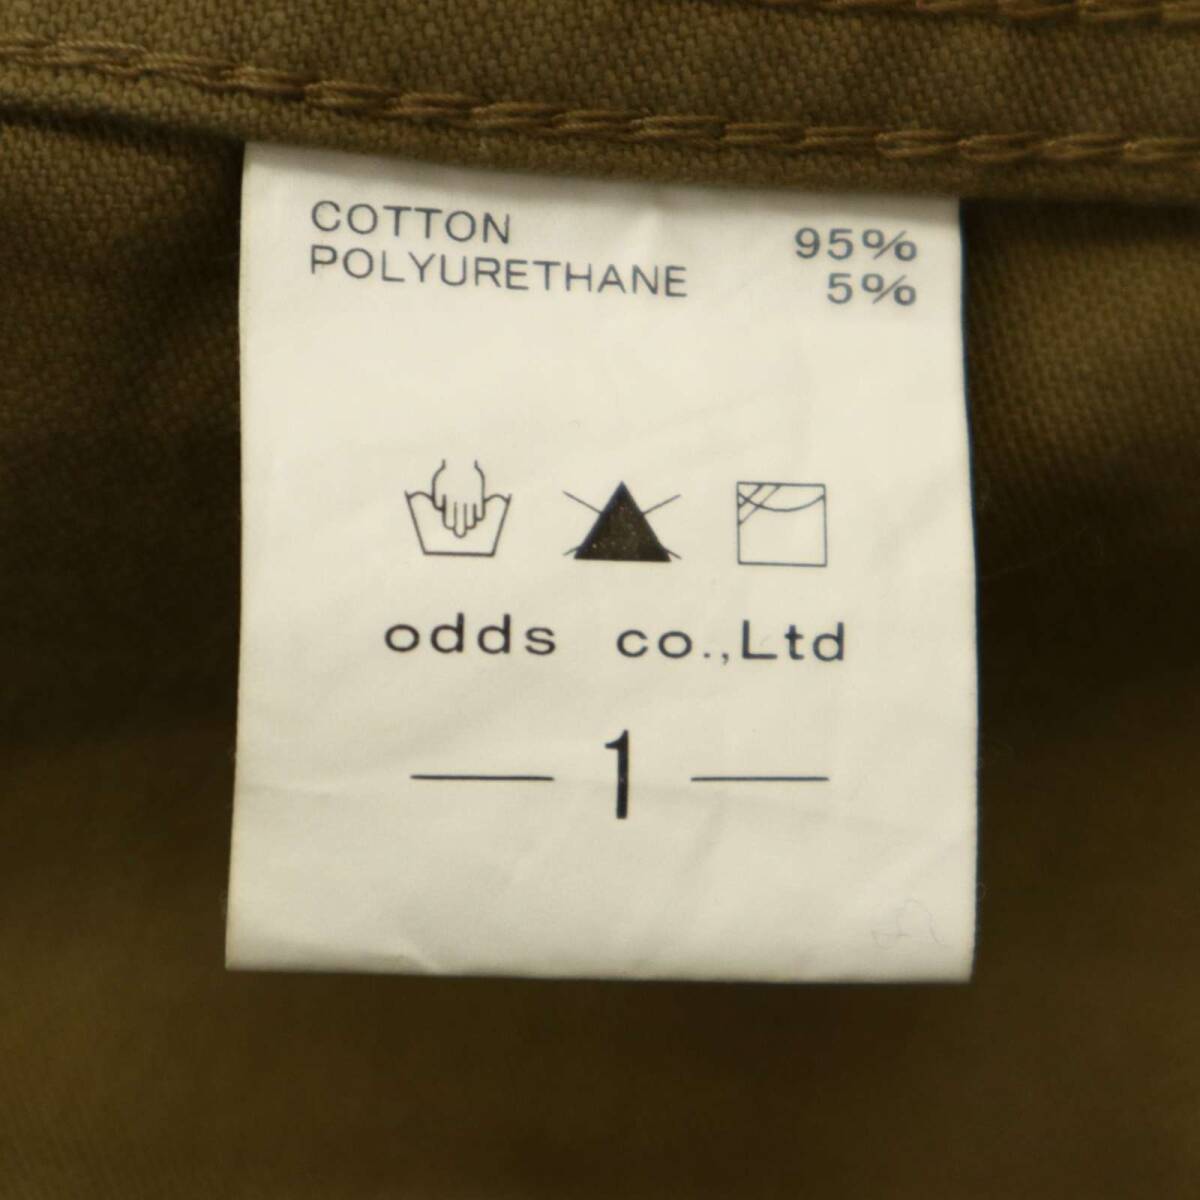 COTTON 95%
POLYURETHANE 5%
odds co.,Ltd
— 1 —